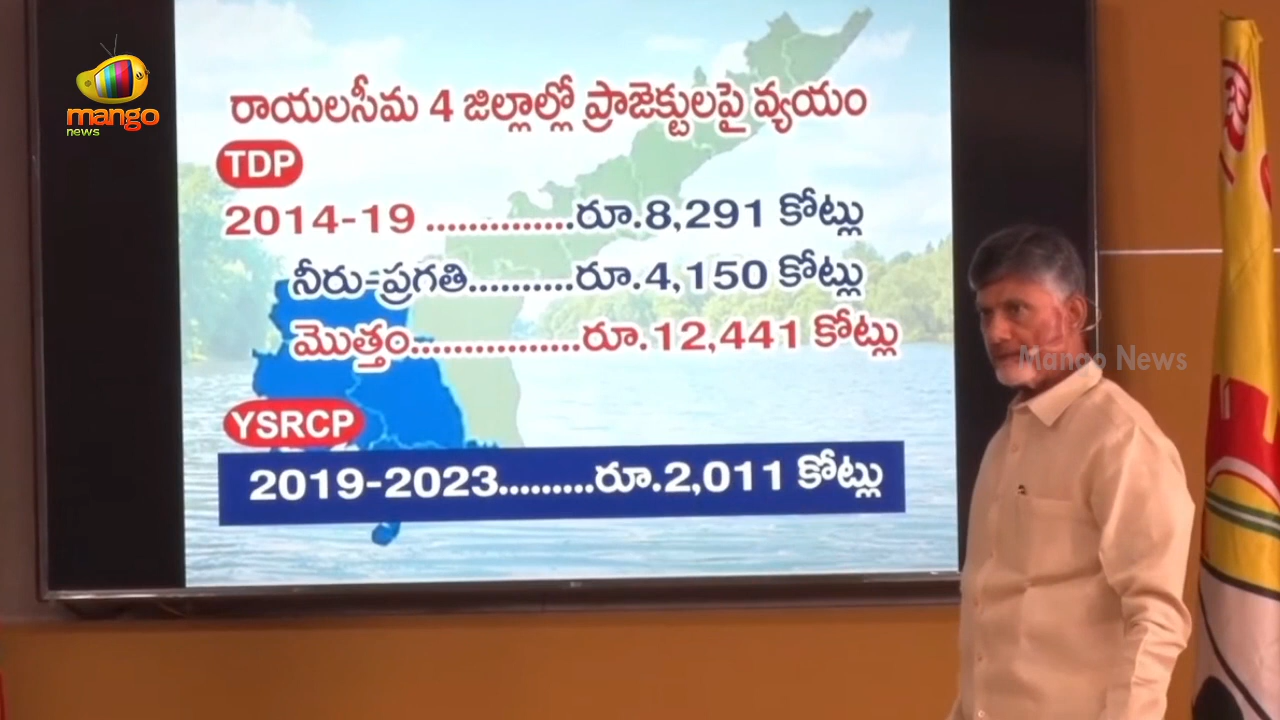 mango
news
రాయలసీమ 4 జిల్లాల్లో ప్రాజెక్టులపై వ్యయం
TDP
2014-19 ..............రూ.8,291 కోట్లు
నీరు-ప్రగతి..........రూ.4,150 కోట్లు
మొత్తం................రూ.12,441 కోట్లు
YSRCP
2019-2023.........రూ.2,011 కోట్లు
Mango News